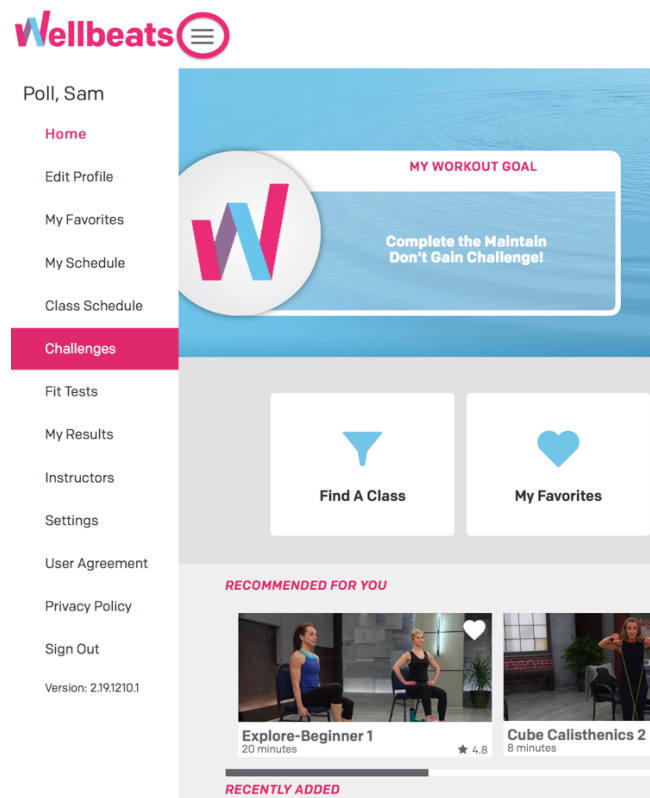 Wellbeats
Poll, Sam
Home
Edit Profile
My Favorites
My Schedule
Class Schedule
Challenges
Fit Tests
My Results
Instructors
Settings
User Agreement
Privacy Policy
Sign Out
Version: 2.19.1210.1
MY WORKOUT GOAL
Complete the Maintain
Don't Gain Challenge!
Find A Class
My Favorites
RECOMMENDED FOR YOU
Explore-Beginner 1
20 minutes
4.8
Cube Calisthenics 2
8 minutes
RECENTLY ADDED